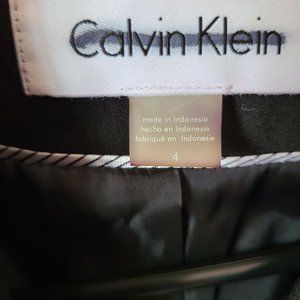 Calvin Klein
made in Indonesia
hecho en Indonesia
fabriqué en Indonesie
4